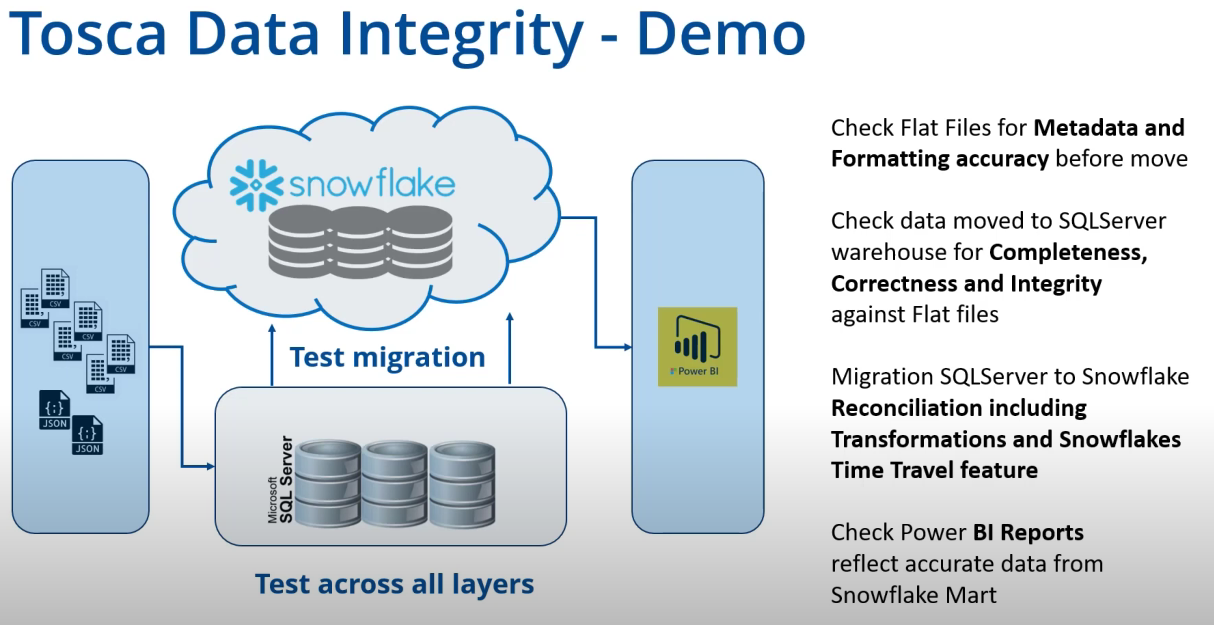 Tosca Data Integrity - Demo
snowflake
CSV
CSV
CSV
CSV
CSV
CSV
JSON
JSON
Test migration
Microsoft
SQL Server
Test across all layers
Power BI
Check Flat Files for Metadata and
Formatting accuracy before move
Check data moved to SQLServer
warehouse for Completeness,
Correctness and Integrity
against Flat files
Migration SQLServer to Snowflake
Reconciliation including
Transformations and Snowflakes
Time Travel feature
Check Power BI Reports
reflect accurate data from
Snowflake Mart